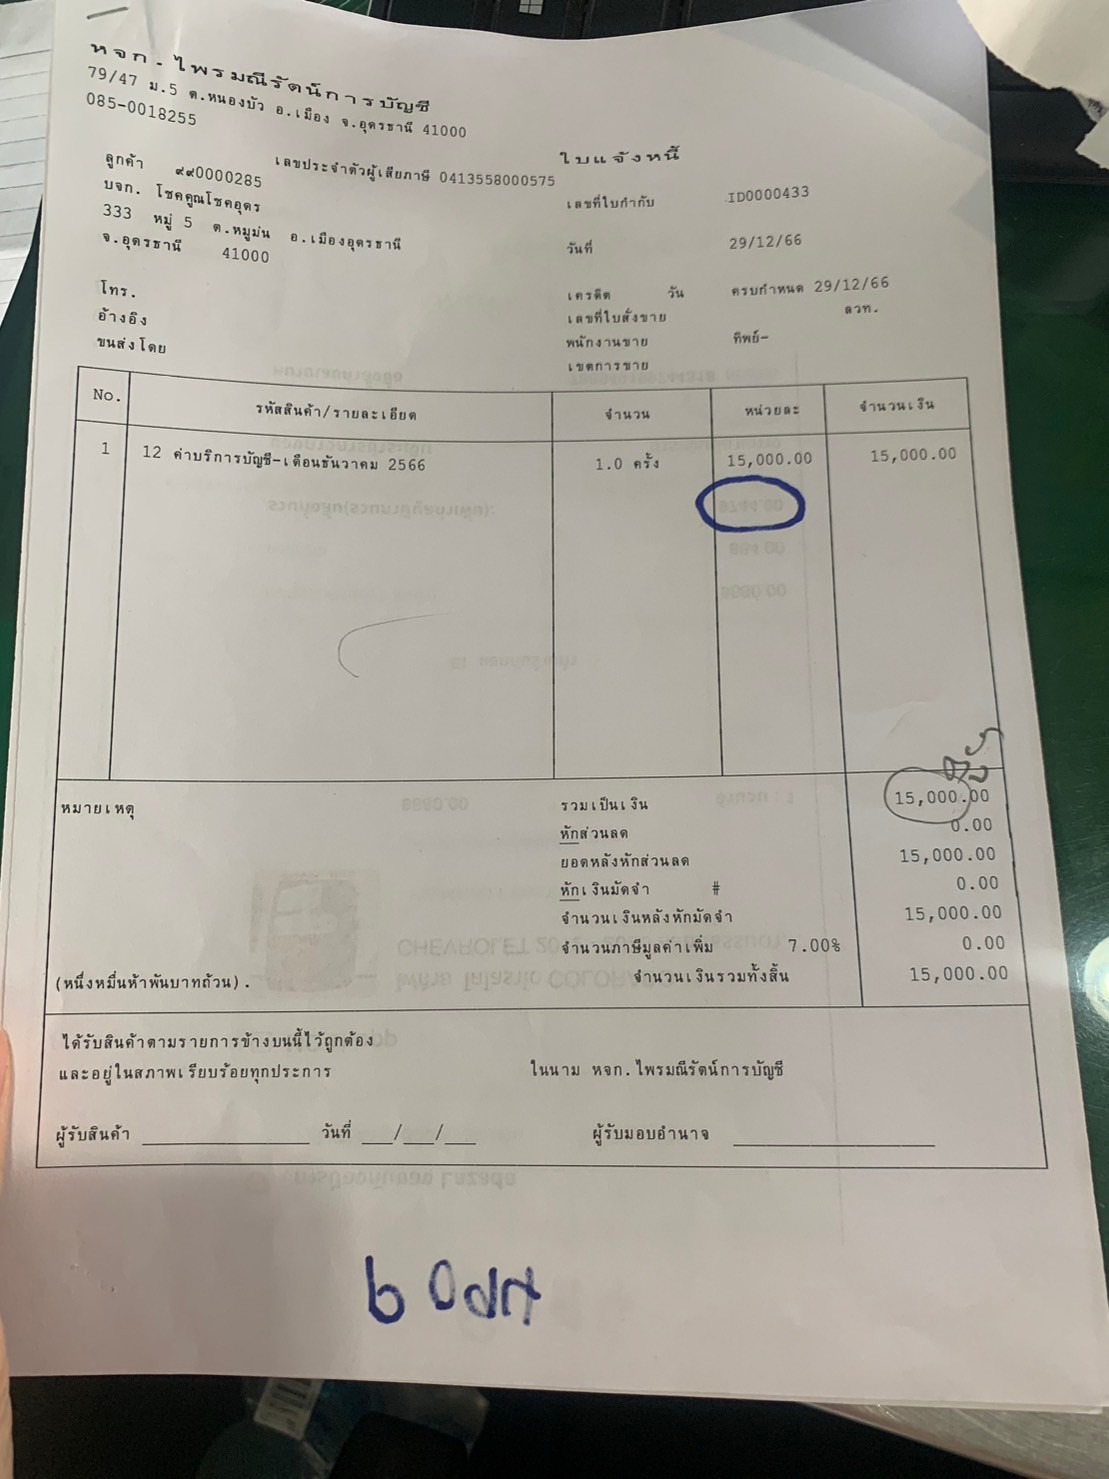 หจก.ไพรมณีรัตน์การบัญชี
79/47 ม.5 ต.หนองบัว อ.เมือง จ.อุดรธานี 41000
085-0018255
เลขประจำตัวผู้เสียภาษี 0413558000575
ใบแจ้งหนี้
ลูกค้า ๙๙0000285
บจก. โชคคูณโชคอุดร
333 หมู่ 5 ต.หมูม่น อ.เมืองอุดรธานี
จ.อุดรธานี 41000
เลขที่ใบกำกับ ID0000433
วันที่ 29/12/66
โทร.
อ้างอิง
ขนส่งโดย
เครดิต วัน ครบกำหนด 29/12/66
เลขที่ใบสั่งขาย ลวท.
พนักงานขาย ทิพย์-
เขตการขาย
No. รหัสสินค้า/รายละเอียด จำนวน หน่วยละ จำนวนเงิน
1 12 ค่าบริการบัญชี-เดือนธันวาคม 2566 1.0 ครั้ง 15,000.00 15,000.00
หมายเหตุ รวมเป็นเงิน 15,000.00
หักส่วนลด 0.00
ยอดหลังหักส่วนลด 15,000.00
หักเงินมัดจำ # 0.00
จำนวนเงินหลังหักมัดจำ 15,000.00
จำนวนภาษีมูลค่าเพิ่ม 7.00% 0.00
(หนึ่งหมื่นห้าพันบาทถ้วน). จำนวนเงินรวมทั้งสิ้น 15,000.00
ได้รับสินค้าตามรายการข้างบนนี้ไว้ถูกต้อง
และอยู่ในสภาพเรียบร้อยทุกประการ ในนาม หจก.ไพรมณีรัตน์การบัญชี
ผู้รับสินค้า ____________ วันที่ ___/___/___ ผู้รับมอบอำนาจ ____________